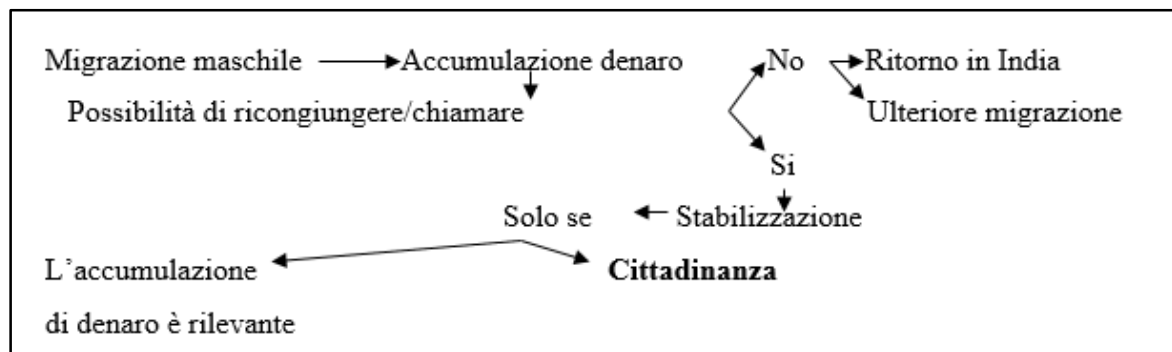 Migrazione maschile Accumulazione denaro No Ritorno in India
Possibilità di ricongiungere/chiamare Ulteriore migrazione
Si
Solo se Stabilizzazione
L'accumulazione Cittadinanza
di denaro è rilevante